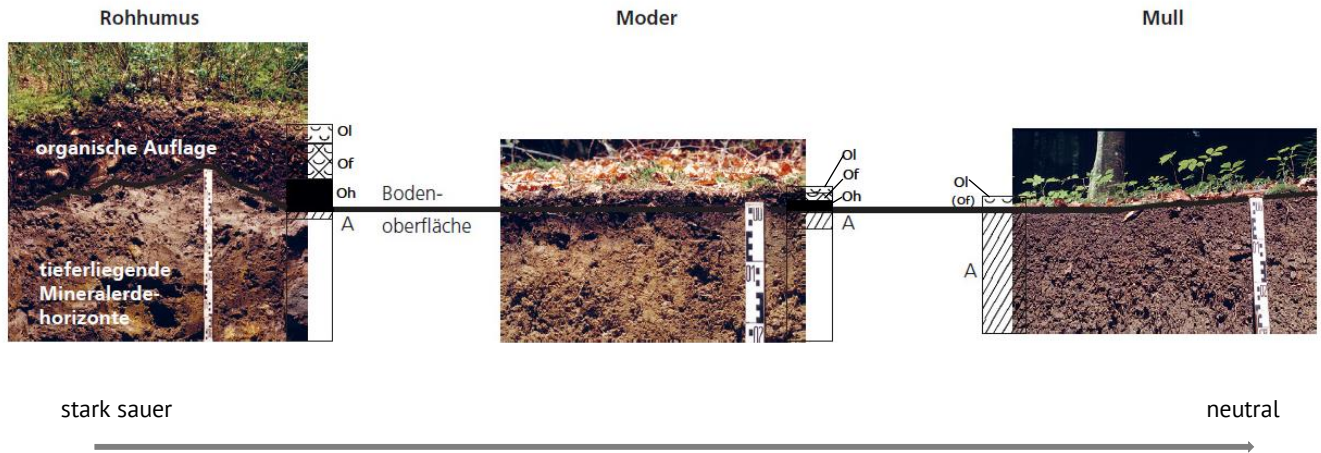 Rohhumus
Moder
Mull
organische Auflage
tieferliegende
Mineralerde-
horizonte
Ol
Of
Oh
A
Boden-
oberfläche
Ol
Of
Oh
A
Ol
(Of)
A
stark sauer
neutral